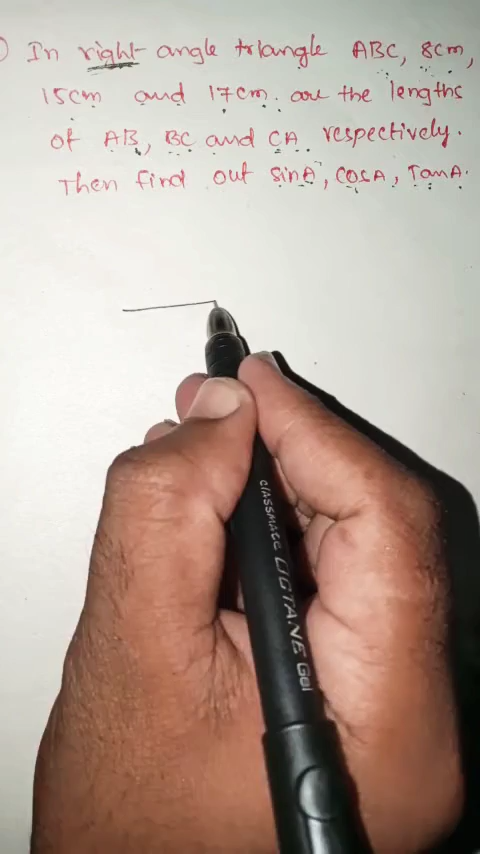 ) In right angle triangle ABC, 8cm,
15cm and 17cm. are the lengths
of AB, BC and CA respectively.
Then find out sinA, cosA, TanA.
classmate OCTANE Gel